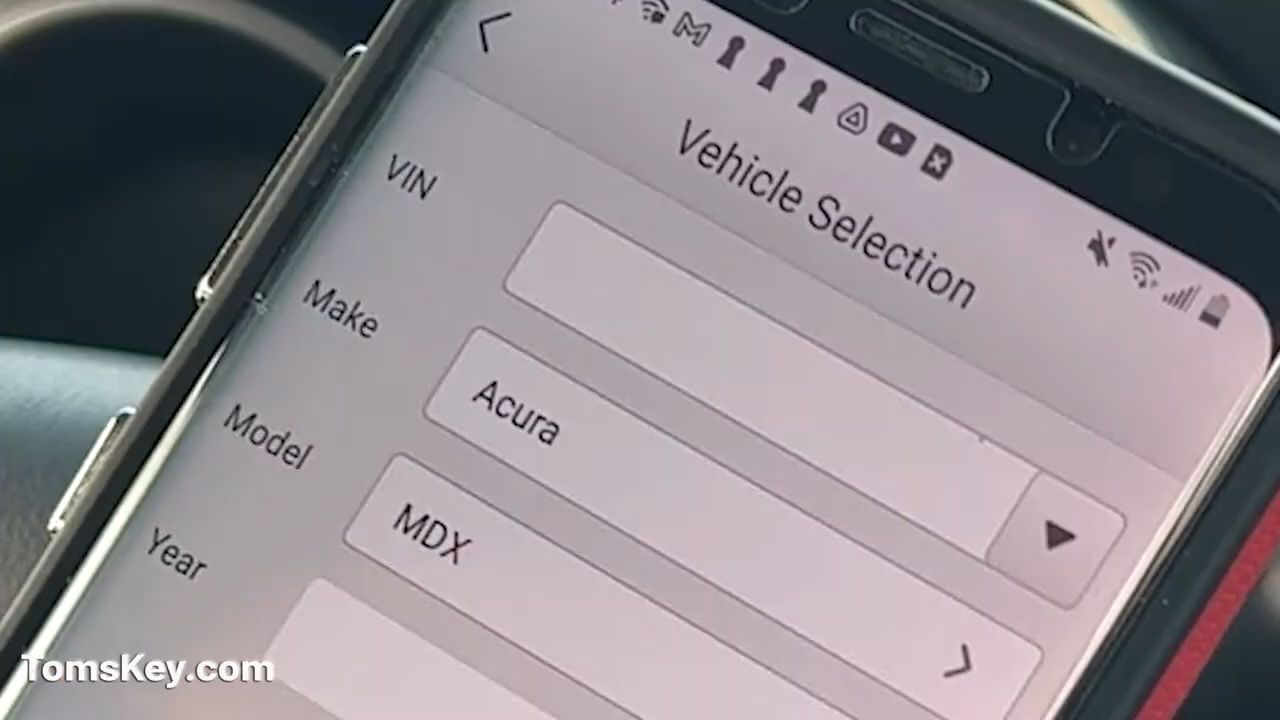 Vehicle Selection
VIN
Make
Acura
Model
MDX
Year
TomsKey.com